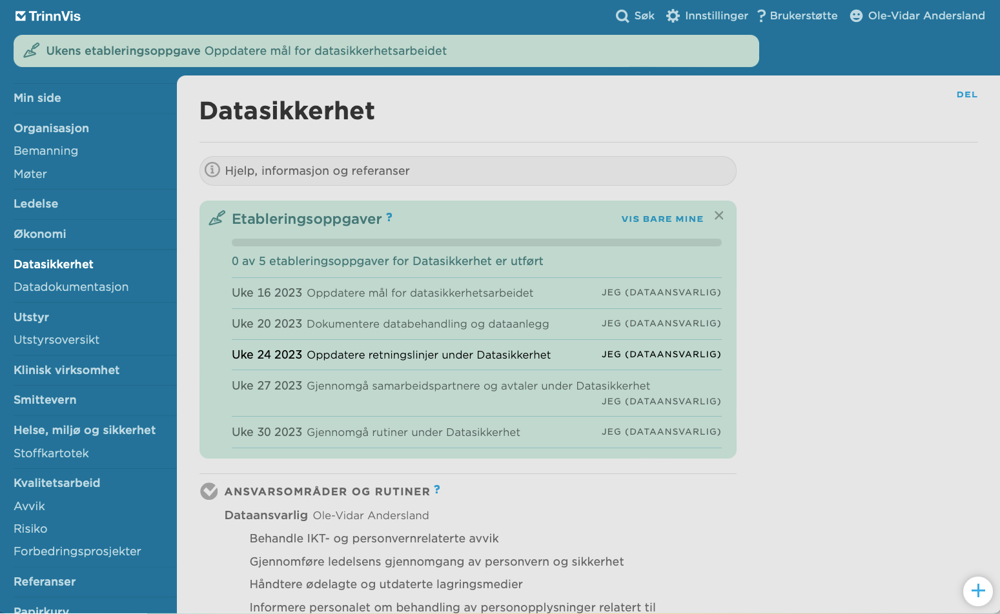 TrinnVis
Søk
Innstillinger
? Brukerstøtte
Ole-Vidar Andersland
Ukens etableringsoppgave Oppdatere mål for datasikkerhetsarbeidet
Min side
Organisasjon
Bemanning
Møter
Ledelse
Økonomi
Datasikkerhet
Datadokumentasjon
Utstyr
Utstyrsoversikt
Klinisk virksomhet
Smittevern
Helse, miljø og sikkerhet
Stoffkartotek
Kvalitetsarbeid
Avvik
Risiko
Forbedringsprosjekter
Referanser
Papirkurv
DEL
Datasikkerhet
Hjelp, informasjon og referanser
Etableringsoppgaver ?
VIS BARE MINE
0 av 5 etableringsoppgaver for Datasikkerhet er utført
Uke 16 2023 Oppdatere mål for datasikkerhetsarbeidet JEG (DATAANSVARLIG)
Uke 20 2023 Dokumentere databehandling og dataanlegg JEG (DATAANSVARLIG)
Uke 24 2023 Oppdatere retningslinjer under Datasikkerhet JEG (DATAANSVARLIG)
Uke 27 2023 Gjennomgå samarbeidspartnere og avtaler under Datasikkerhet
JEG (DATAANSVARLIG)
Uke 30 2023 Gjennomgå rutiner under Datasikkerhet JEG (DATAANSVARLIG)
ANSVARSOMRÅDER OG RUTINER ?
Dataansvarlig Ole-Vidar Andersland
Behandle IKT- og personvernrelaterte avvik
Gjennomføre ledelsens gjennomgang av personvern og sikkerhet
Håndtere ødelagte og utdaterte lagringsmedier
Informere personalet om behandling av personopplysninger relatert til